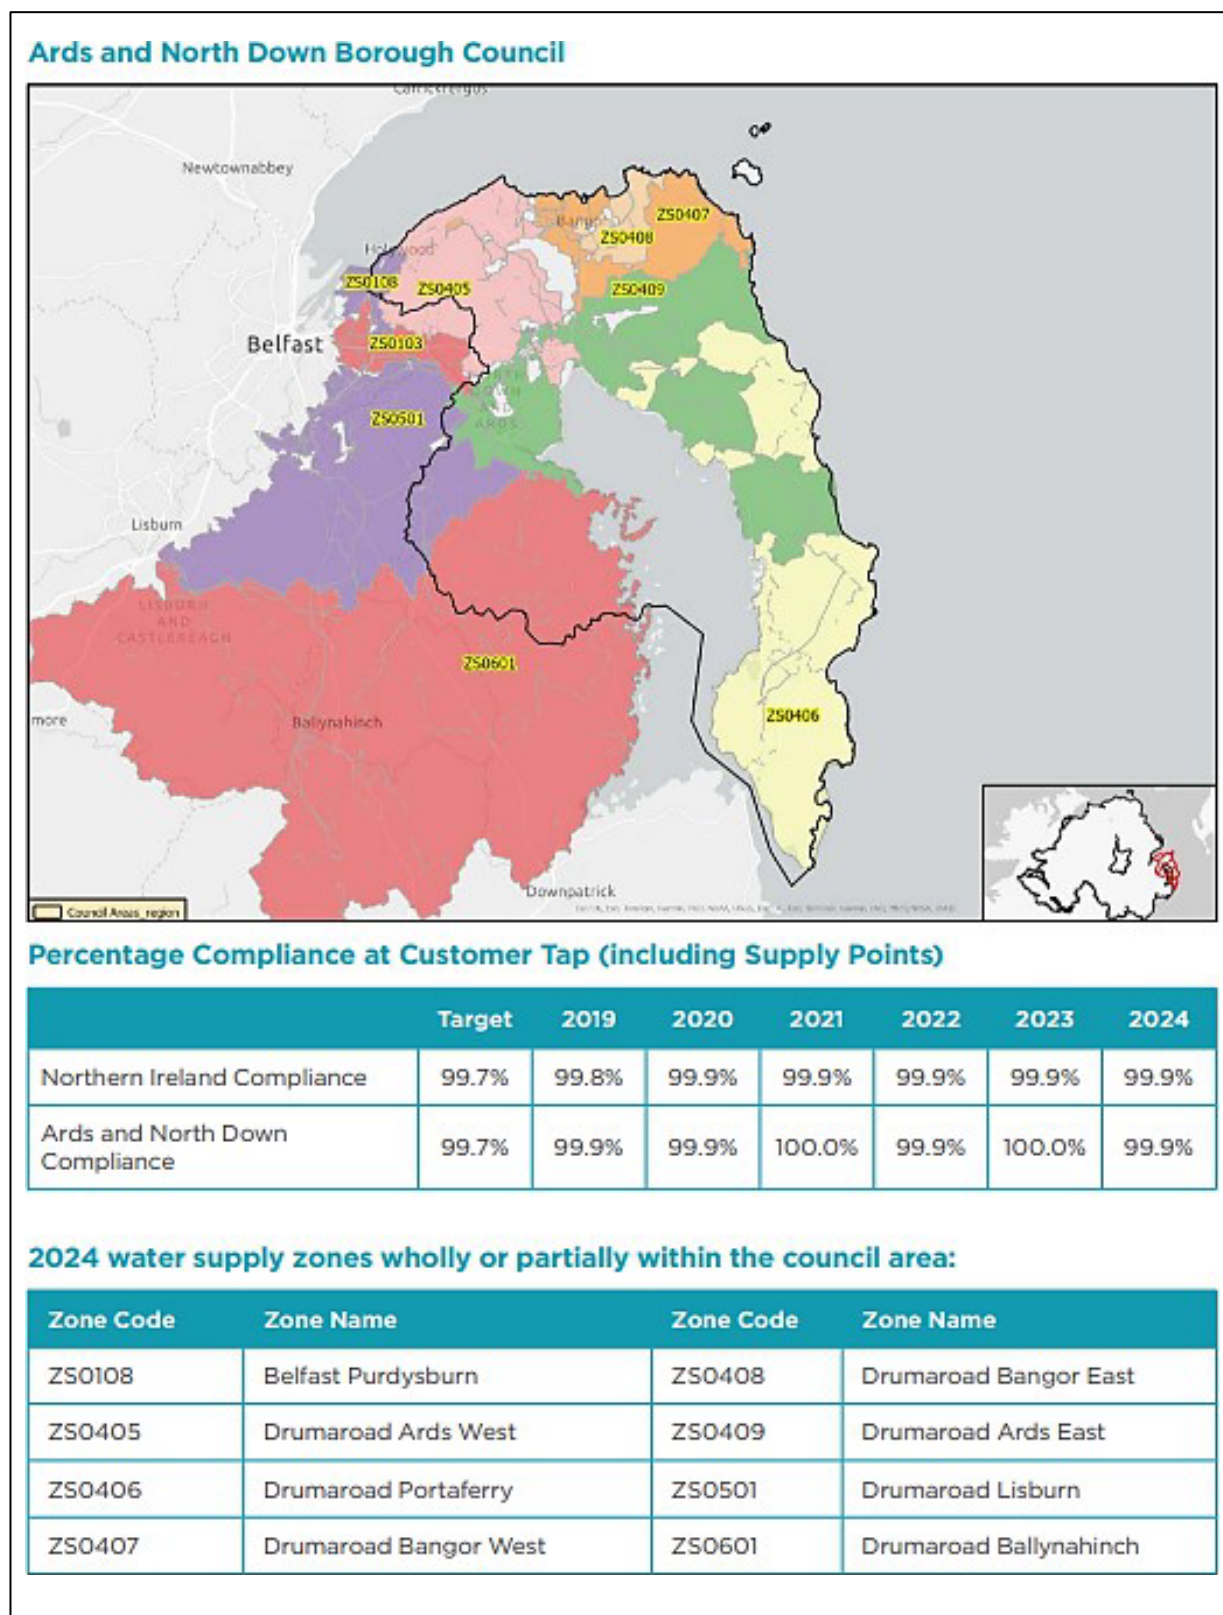 Ards and North Down Borough Council
Carrickfergus
Newtownabbey
ZS0407
Bangor
ZS0408
Holywood
ZS0108
ZS0405
ZS0409
Belfast
ZS0103
NORTH
DOWN
AND
ARDS
ZS0501
Lisburn
LISBURN
AND
CASTLEREAGH
ZS0601
more
Ballynahinch
ZS0406
Downpatrick
Council Areas_region
Percentage Compliance at Customer Tap (including Supply Points)
Target 2019 2020 2021 2022 2023 2024
Northern Ireland Compliance 99.7% 99.8% 99.9% 99.9% 99.9% 99.9% 99.9%
Ards and North Down
Compliance 99.7% 99.9% 99.9% 100.0% 99.9% 100.0% 99.9%
2024 water supply zones wholly or partially within the council area:
Zone Code Zone Name Zone Code Zone Name
ZS0108 Belfast Purdysburn ZS0408 Drumaroad Bangor East
ZS0405 Drumaroad Ards West ZS0409 Drumaroad Ards East
ZS0406 Drumaroad Portaferry ZS0501 Drumaroad Lisburn
ZS0407 Drumaroad Bangor West ZS0601 Drumaroad Ballynahinch